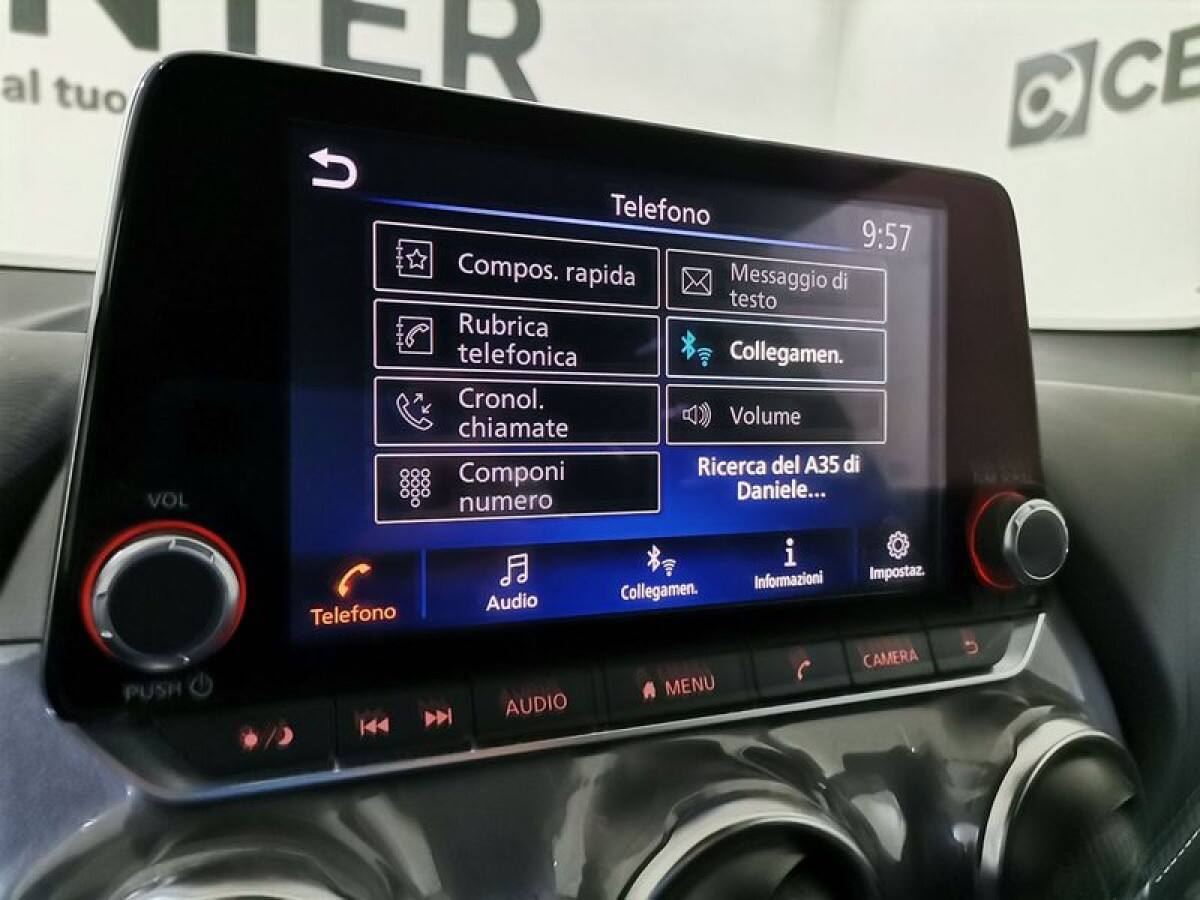 NTER
al tuo
CE
Telefono
9:57
Compos. rapida
Messaggio di
testo
Rubrica
telefonica
Collegamen.
Cronol.
chiamate
Volume
Componi
numero
Ricerca del A35 di
Daniele...
Telefono
Audio
Collegamen.
Informazioni
Impostaz.
VOL
PUSH
AUDIO
MENU
CAMERA